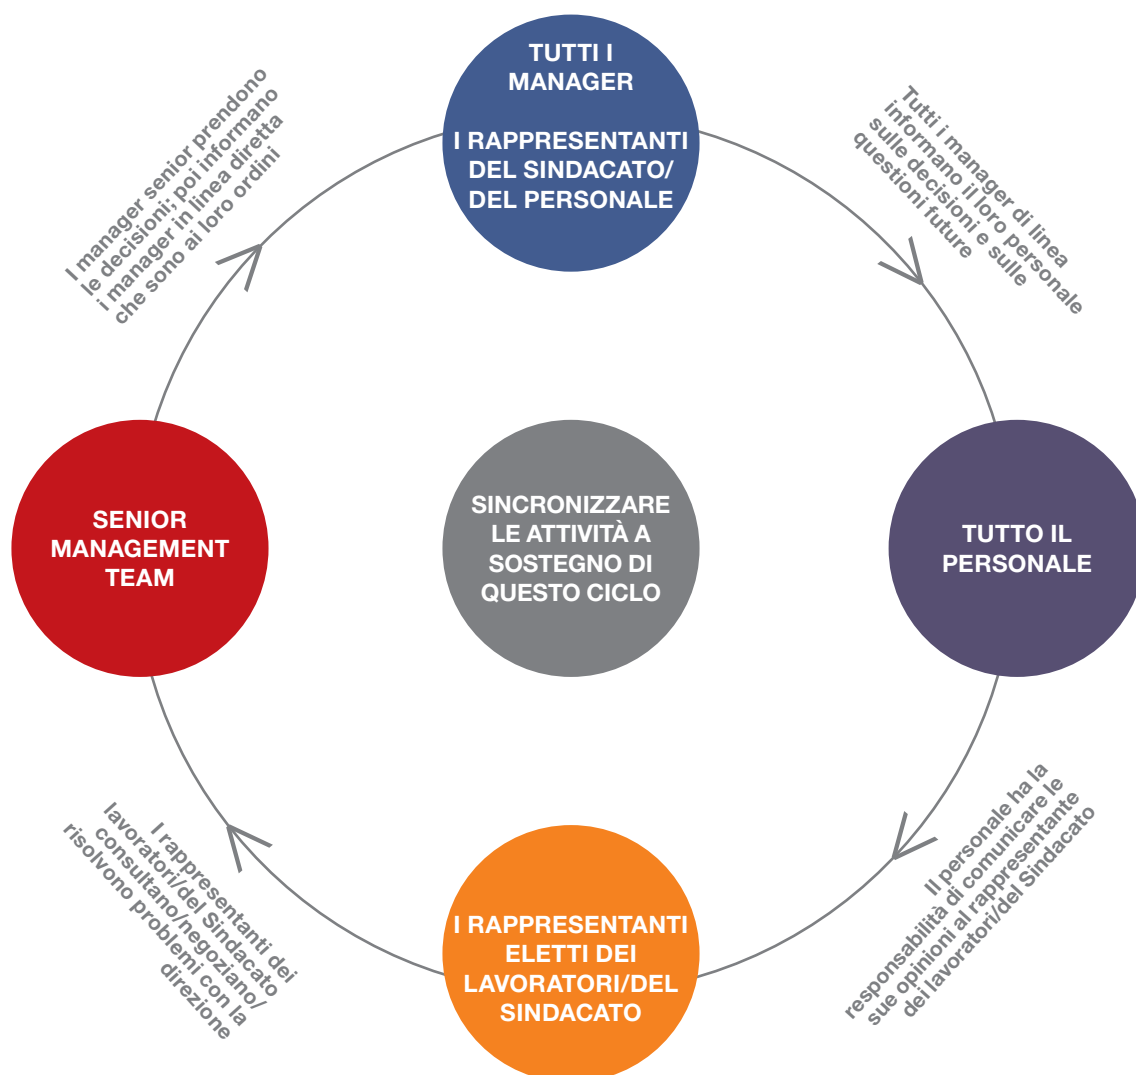 TUTTI I
MANAGER
I RAPPRESENTANTI
DEL SINDACATO/
DEL PERSONALE
I manager senior prendono
le decisioni; poi informano
i manager in linea diretta
che sono ai loro ordini
Tutti i manager di linea
informano il loro personale
sulle decisioni e sulle
questioni future
SENIOR
MANAGEMENT
TEAM
SINCRONIZZARE
LE ATTIVITÀ A
SOSTEGNO DI
QUESTO CICLO
TUTTO IL
PERSONALE
I rappresentanti dei
lavoratori/del Sindacato
consultano/negoziano/
risolvono problemi con la
direzione
I RAPPRESENTANTI
ELETTI DEI
LAVORATORI/DEL
SINDACATO
Il personale ha la
responsabilità di comunicare le
sue opinioni al rappresentante
dei lavoratori/del Sindacato